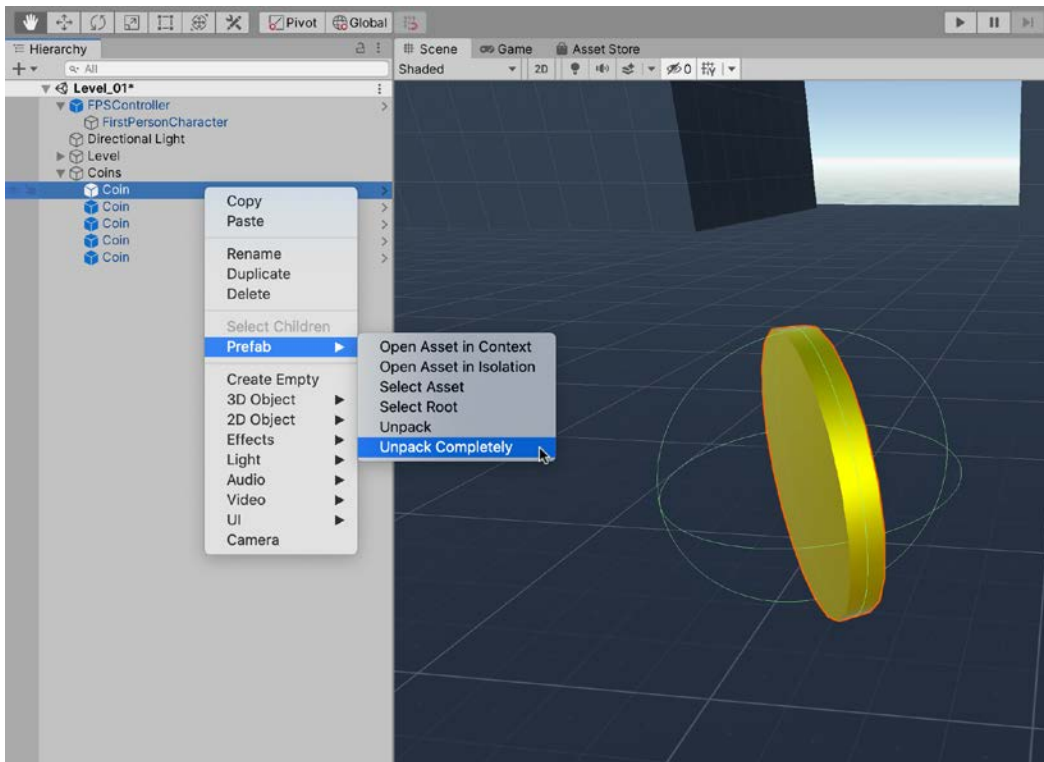 Pivot Global
Hierarchy
Scene Game Asset Store
All
Shaded 2D 0
Level_01*
FPSController
FirstPersonCharacter
Directional Light
Level
Coins
Coin
Coin
Coin
Coin
Coin
Copy
Paste
Rename
Duplicate
Delete
Select Children
Prefab
Create Empty
3D Object
2D Object
Effects
Light
Audio
Video
UI
Camera
Open Asset in Context
Open Asset in Isolation
Select Asset
Select Root
Unpack
Unpack Completely